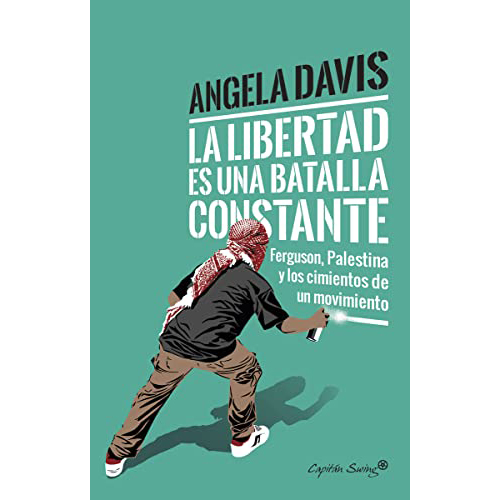 ANGELA DAVIS
LA LIBERTAD
ES UNA BATALLA
CONSTANTE
Ferguson, Palestina
y los cimientos de
un movimiento
Capitán Swing